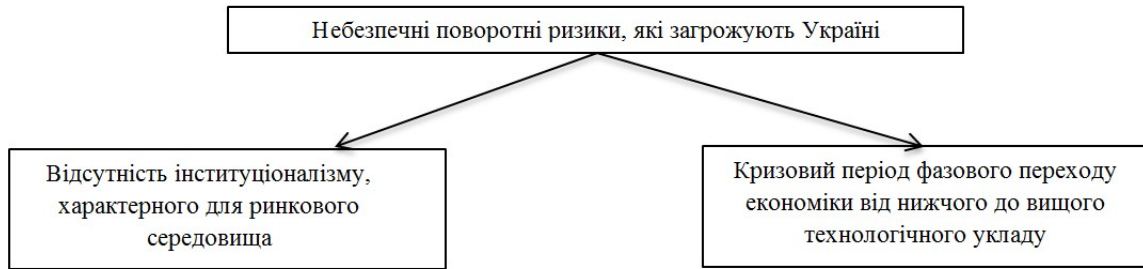 Небезпечні поворотні ризики, які загрожують Україні
Відсутність інституціоналізму,
характерного для ринкового
середовища
Кризовий період фазового переходу
економіки від нижчого до вищого
технологічного укладу